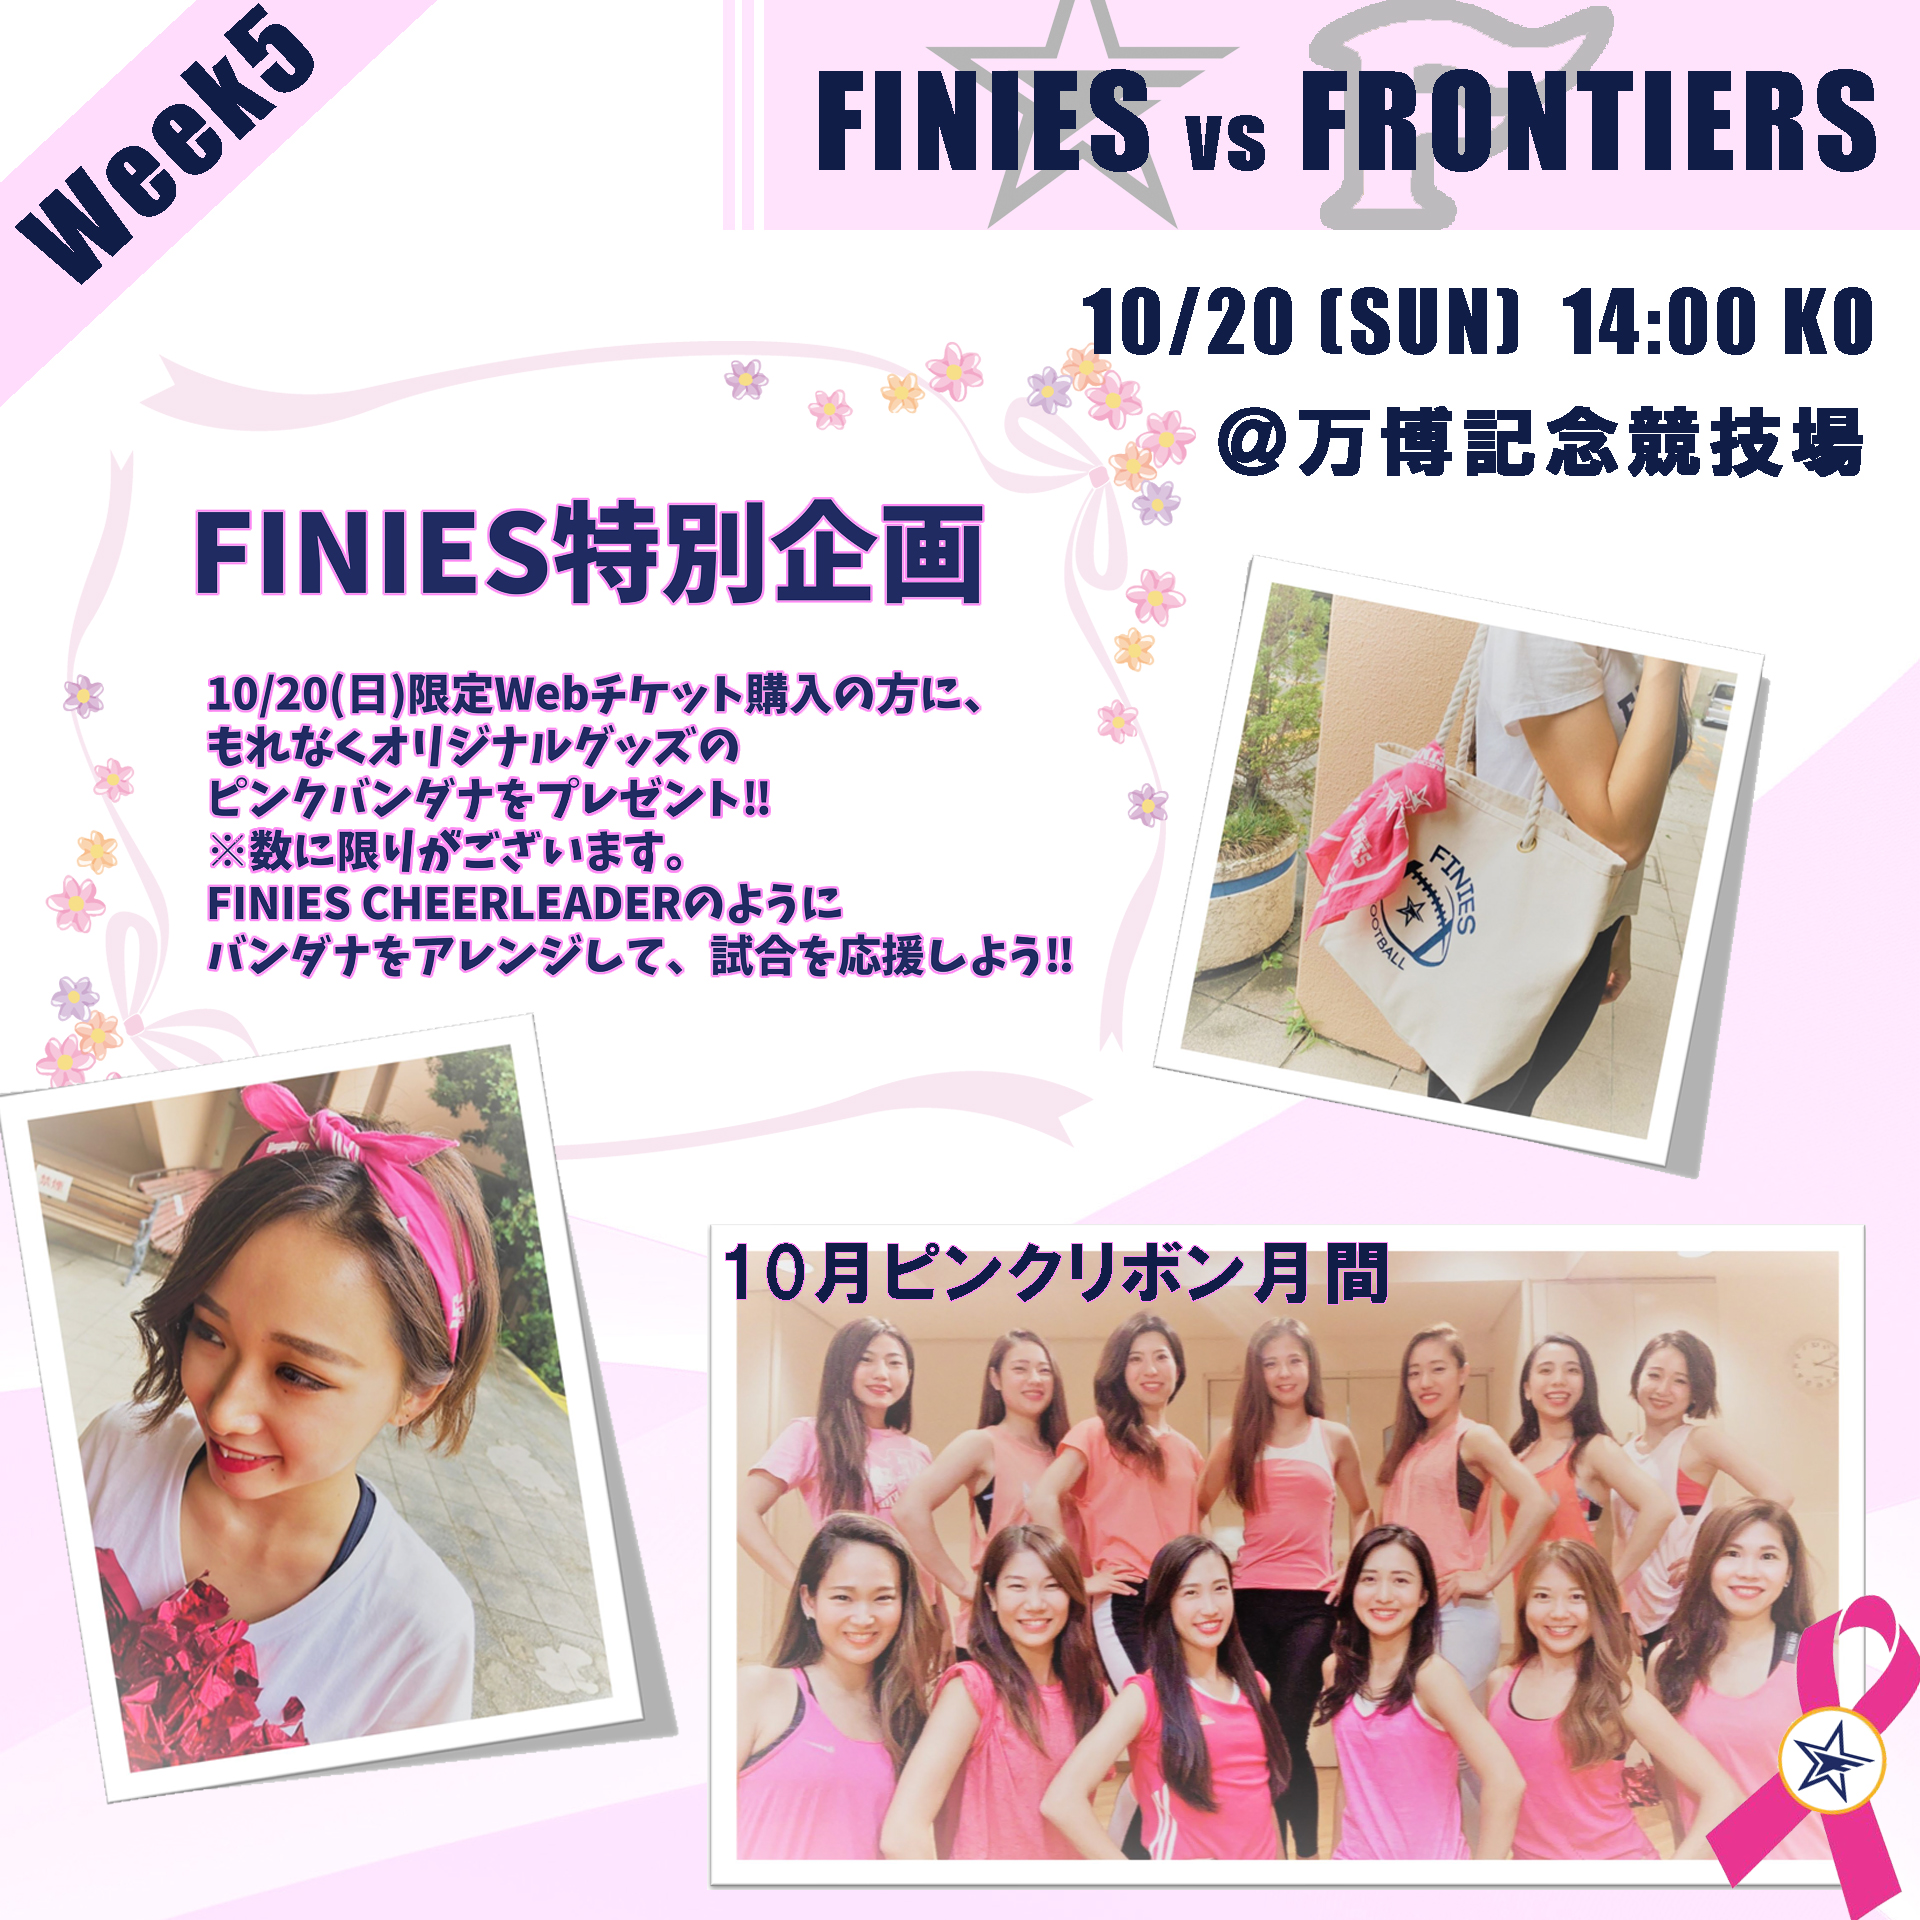 Week5
FINIES vs FRONTIERS
10/20 (SUN) 14:00 KO
@万博記念競技場
FINIES特別企画
10/20(日)限定Webチケット購入の方に、
もれなくオリジナルグッズの
ピンクバンダナをプレゼント‼
※数に限りがございます。
FINIES CHEERLEADERのように
バンダナをアレンジして、試合を応援しよう‼
FINIES
禁煙
10月ピンクリボン月間